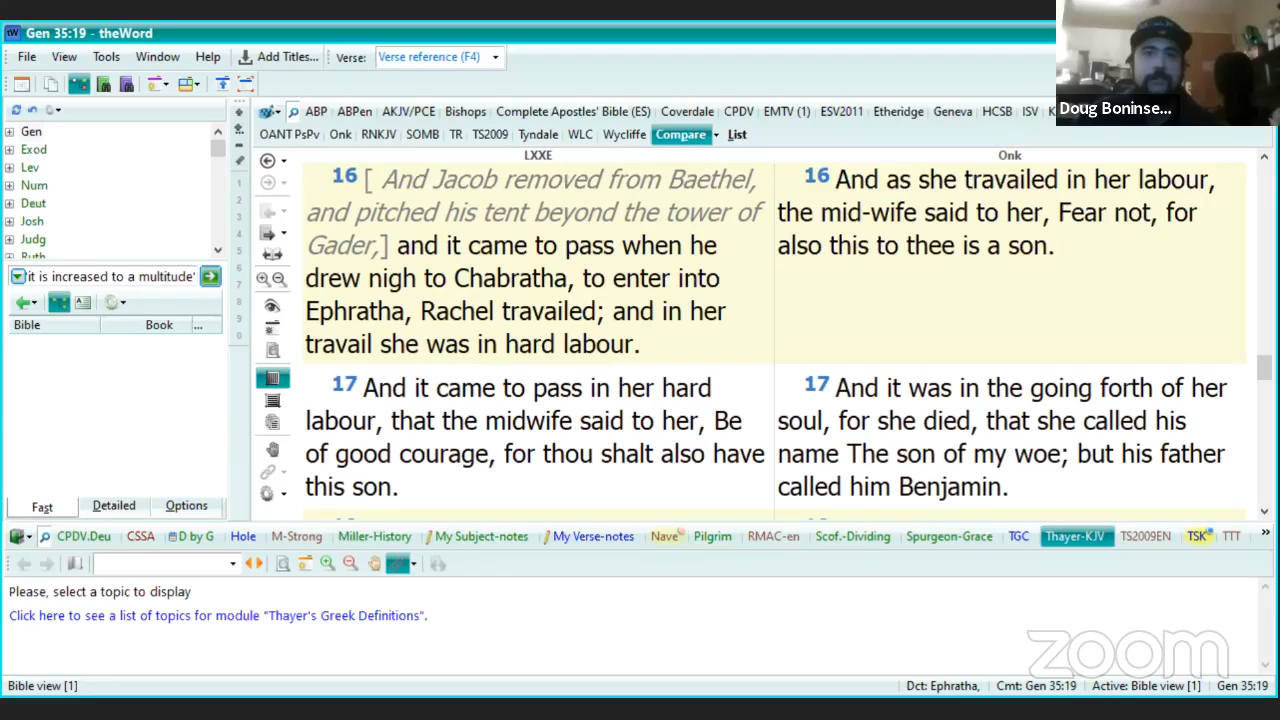 Gen 35:19 - theWord
File View Tools Window Help Add Titles... Verse: Verse reference (F4)
Doug Boninse...
ABP ABPen AKJV/PCE Bishops Complete Apostles' Bible (ES) Coverdale CPDV EMTV (1) ESV2011 Etheridge Geneva HCSB ISV
OANT PsPv Onk RNKJV SOMB TR TS2009 Tyndale WLC Wycliffe Compare List
Gen
Exod
Lev
Num
Deut
Josh
Judg
Ruth
it is increased to a multitude'
Bible Book ...
Fast Detailed Options
1
2
3
4
5
6
7
8
9
0
LXXE
16 [ And Jacob removed from Baethel,
and pitched his tent beyond the tower of
Gader,] and it came to pass when he
drew nigh to Chabratha, to enter into
Ephratha, Rachel travailed; and in her
travail she was in hard labour.
17 And it came to pass in her hard
labour, that the midwife said to her, Be
of good courage, for thou shalt also have
this son.
Onk
16 And as she travailed in her labour,
the mid-wife said to her, Fear not, for
also this to thee is a son.
17 And it was in the going forth of her
soul, for she died, that she called his
name The son of my woe; but his father
called him Benjamin.
CPDV.Deu CSSA D by G Hole M-Strong Miller-History My Subject-notes My Verse-notes Nave Pilgrim RMAC-en Scof.-Dividing Spurgeon-Grace TGC Thayer-KJV TS2009EN TSK TTT »
Please, select a topic to display
Click here to see a list of topics for module "Thayer's Greek Definitions".
zoom
Bible view [1] Dct: Ephratha, Cmt: Gen 35:19 Active: Bible view [1] Gen 35:19